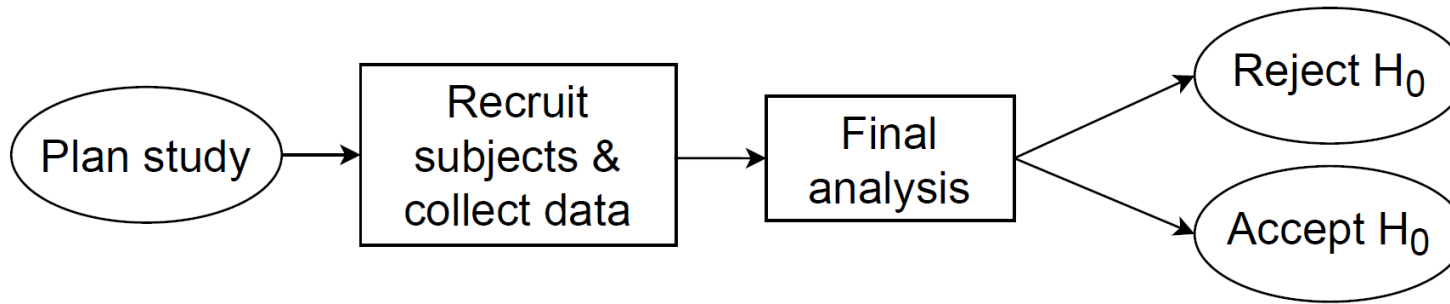 Plan study
Recruit
subjects &
collect data
Final
analysis
Reject H₀
Accept H₀